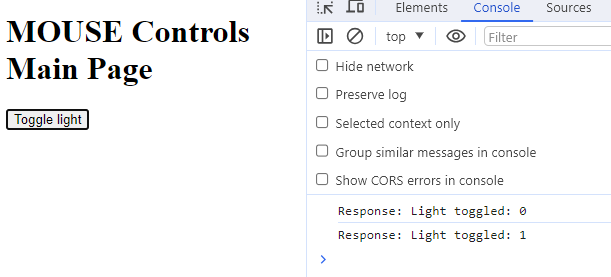 MOUSE Controls
Main Page
Toggle light
Elements Console Sources
top ▼ Filter
Hide network
Preserve log
Selected context only
Group similar messages in console
Show CORS errors in console
Response: Light toggled: 0
Response: Light toggled: 1
>